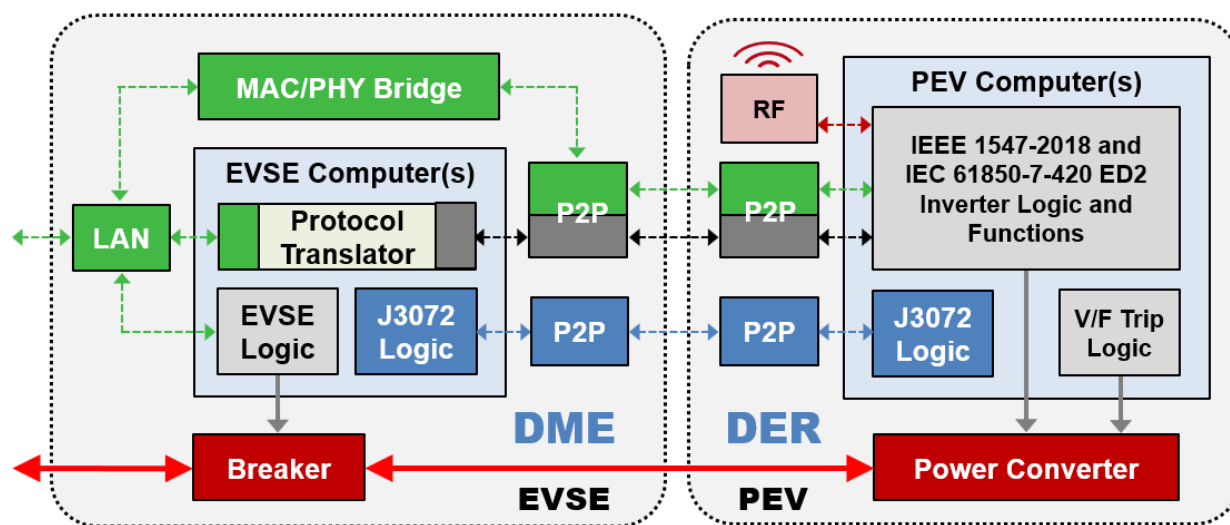 MAC/PHY Bridge
EVSE Computer(s)
LAN
Protocol
Translator
EVSE
Logic
J3072
Logic
P2P
P2P
DME
Breaker
EVSE
RF
PEV Computer(s)
IEEE 1547-2018 and
IEC 61850-7-420 ED2
Inverter Logic and
Functions
P2P
P2P
J3072
Logic
V/F Trip
Logic
DER
Power Converter
PEV